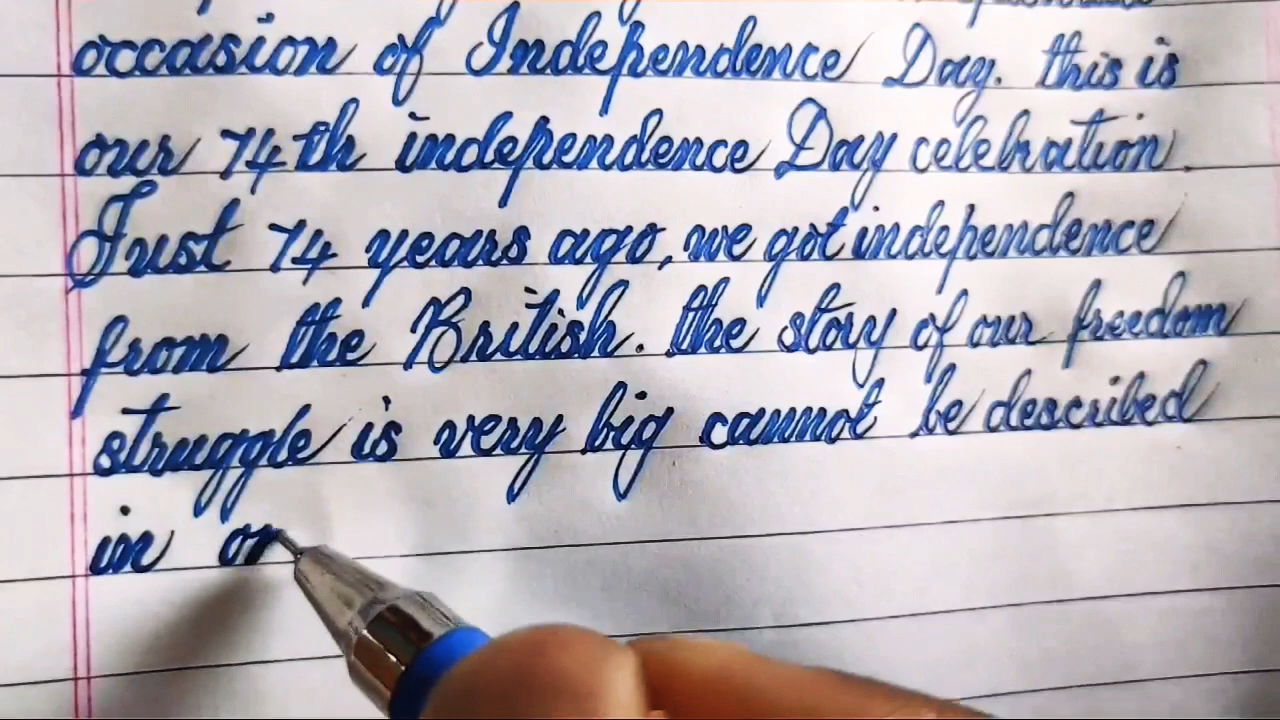 occasion of Independence Day. this is
our 74th independence Day celebration.
Just 74 years ago, we got independence
from the British. the story of our freedom
struggle is very big cannot be described
in